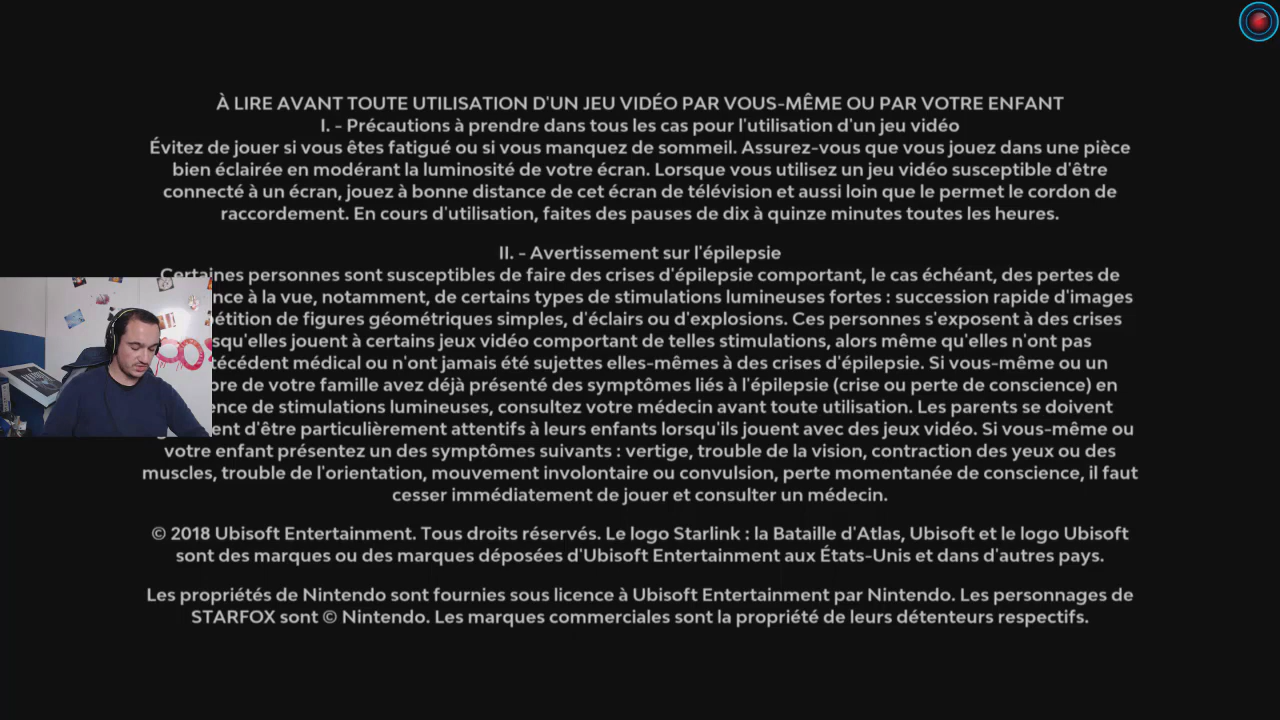 À LIRE AVANT TOUTE UTILISATION D'UN JEU VIDÉO PAR VOUS-MÊME OU PAR VOTRE ENFANT
I. - Précautions à prendre dans tous les cas pour l'utilisation d'un jeu vidéo
Évitez de jouer si vous êtes fatigué ou si vous manquez de sommeil. Assurez-vous que vous jouez dans une pièce
bien éclairée en modérant la luminosité de votre écran. Lorsque vous utilisez un jeu vidéo susceptible d'être
connecté à un écran, jouez à bonne distance de cet écran de télévision et aussi loin que le permet le cordon de
raccordement. En cours d'utilisation, faites des pauses de dix à quinze minutes toutes les heures.
II. - Avertissement sur l'épilepsie
Certaines personnes sont susceptibles de faire des crises d'épilepsie comportant, le cas échéant, des pertes de
nce à la vue, notamment, de certains types de stimulations lumineuses fortes : succession rapide d'images
étition de figures géométriques simples, d'éclairs ou d'explosions. Ces personnes s'exposent à des crises
squ'elles jouent à certains jeux vidéo comportant de telles stimulations, alors même qu'elles n'ont pas
técédent médical ou n'ont jamais été sujettes elles-mêmes à des crises d'épilepsie. Si vous-même ou un
re de votre famille avez déjà présenté des symptômes liés à l'épilepsie (crise ou perte de conscience) en
ence de stimulations lumineuses, consultez votre médecin avant toute utilisation. Les parents se doivent
ent d'être particulièrement attentifs à leurs enfants lorsqu'ils jouent avec des jeux vidéo. Si vous-même ou
votre enfant présentez un des symptômes suivants : vertige, trouble de la vision, contraction des yeux ou des
muscles, trouble de l'orientation, mouvement involontaire ou convulsion, perte momentanée de conscience, il faut
cesser immédiatement de jouer et consulter un médecin.
© 2018 Ubisoft Entertainment. Tous droits réservés. Le logo Starlink : la Bataille d'Atlas, Ubisoft et le logo Ubisoft
sont des marques ou des marques déposées d'Ubisoft Entertainment aux États-Unis et dans d'autres pays.
Les propriétés de Nintendo sont fournies sous licence à Ubisoft Entertainment par Nintendo. Les personnages de
STARFOX sont © Nintendo. Les marques commerciales sont la propriété de leurs détenteurs respectifs.